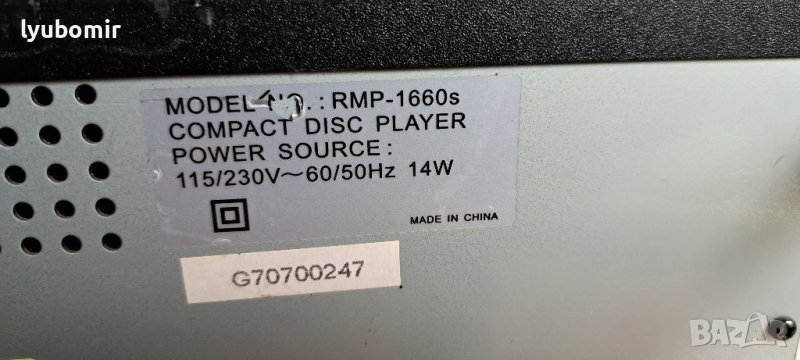 lyubomir
MODEL NO.: RMP-1660s
COMPACT DISC PLAYER
POWER SOURCE:
115/230V~60/50Hz 14W
MADE IN CHINA
G70700247
BAZAR